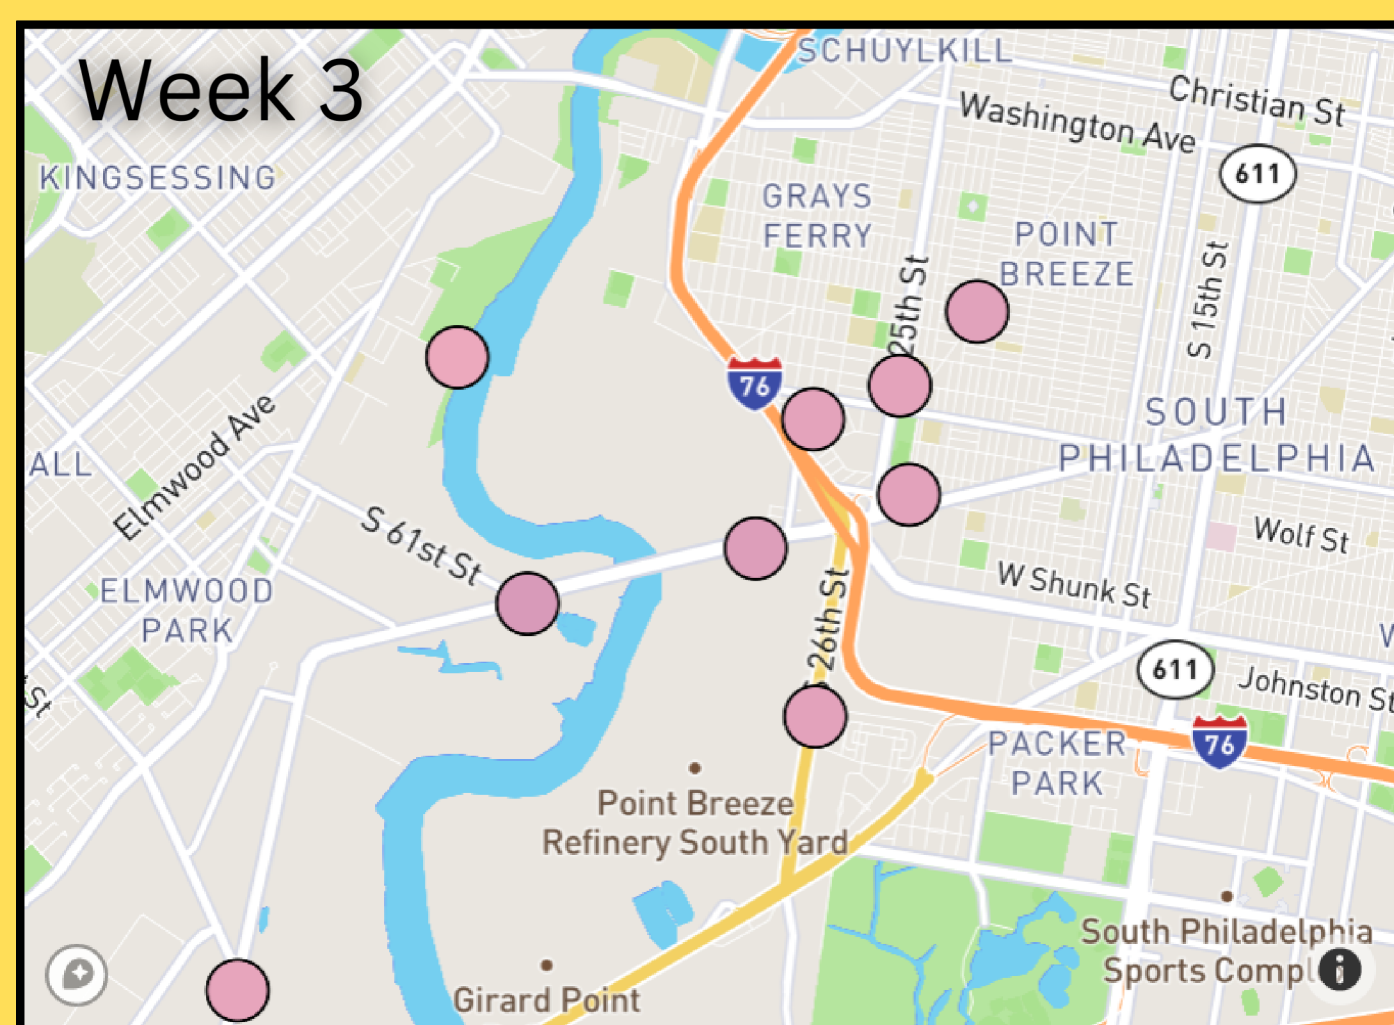 Week 3
SCHUYLKILL
Christian St
Washington Ave
611
KINGSESSING
GRAYS
FERRY
POINT
BREEZE
25th St
S 15th St
76
SOUTH
PHILADELPHIA
Elmwood Ave
ALL
S 61st St
Wolf St
W Shunk St
ELMWOOD
PARK
S 26th St
611
Johnston St
St
76
PACKER
PARK
Point Breeze
Refinery South Yard
South Philadelphia
Sports Compl
Girard Point